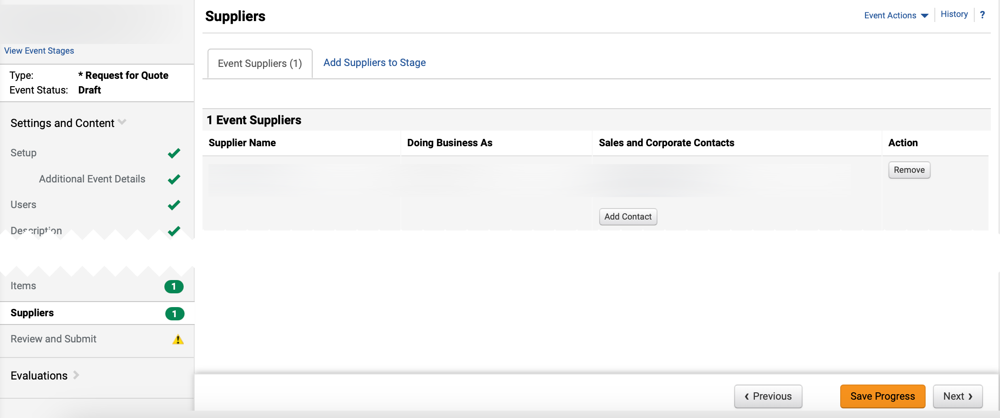 Suppliers
Event Actions
History
?
View Event Stages
Event Suppliers (1)
Add Suppliers to Stage
Type: * Request for Quote
Event Status: Draft
1 Event Suppliers
Settings and Content
Supplier Name
Doing Business As
Sales and Corporate Contacts
Action
Setup
Remove
Additional Event Details
Users
Add Contact
Description
Items 1
Suppliers 1
Review and Submit
Evaluations
‹ Previous
Save Progress
Next ›